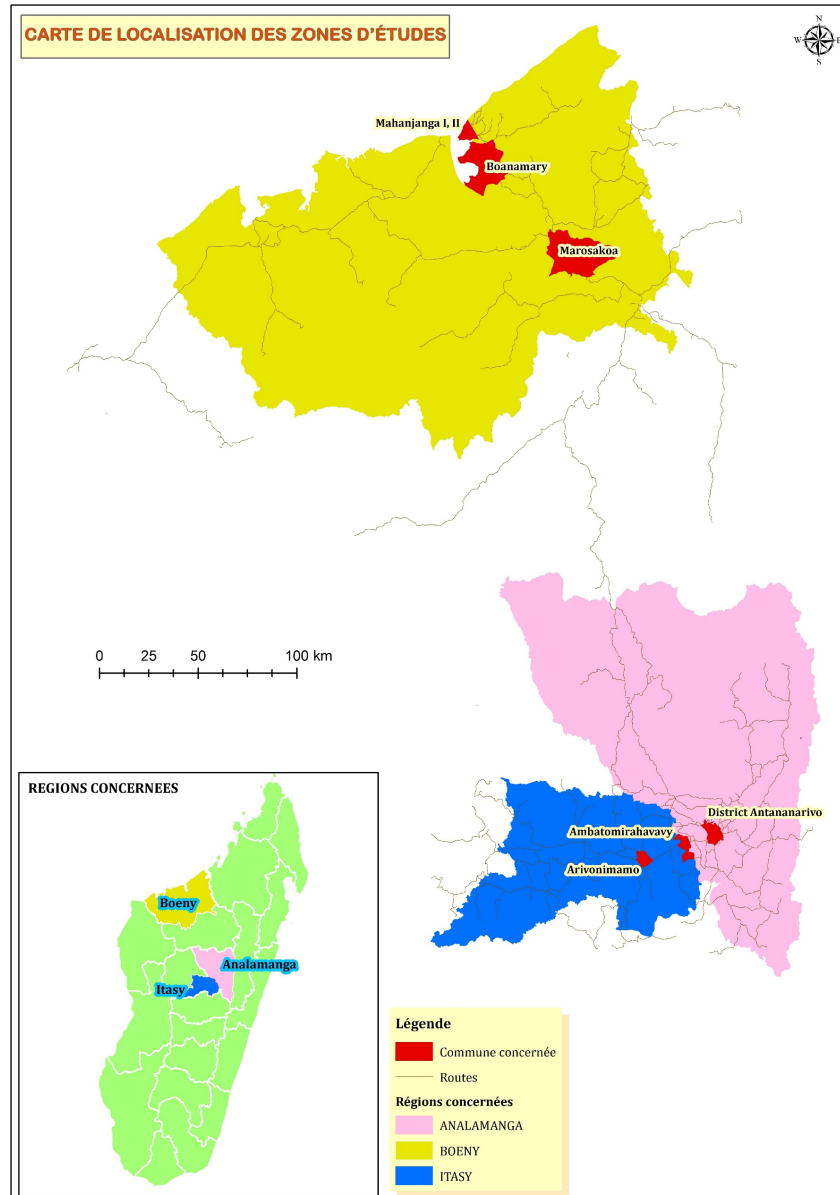 CARTE DE LOCALISATION DES ZONES D'ÉTUDES
N
W E
S
Mahanjanga I, II
Boanamary
Marosakoa
0 25 50 100 km
District Antananarivo
Ambatomirahavavy
Arivonimamo
REGIONS CONCERNEES
Boeny
Analamanga
Itasy
Légende
Commune concernée
Routes
Régions concernées
ANALAMANGA
BOENY
ITASY